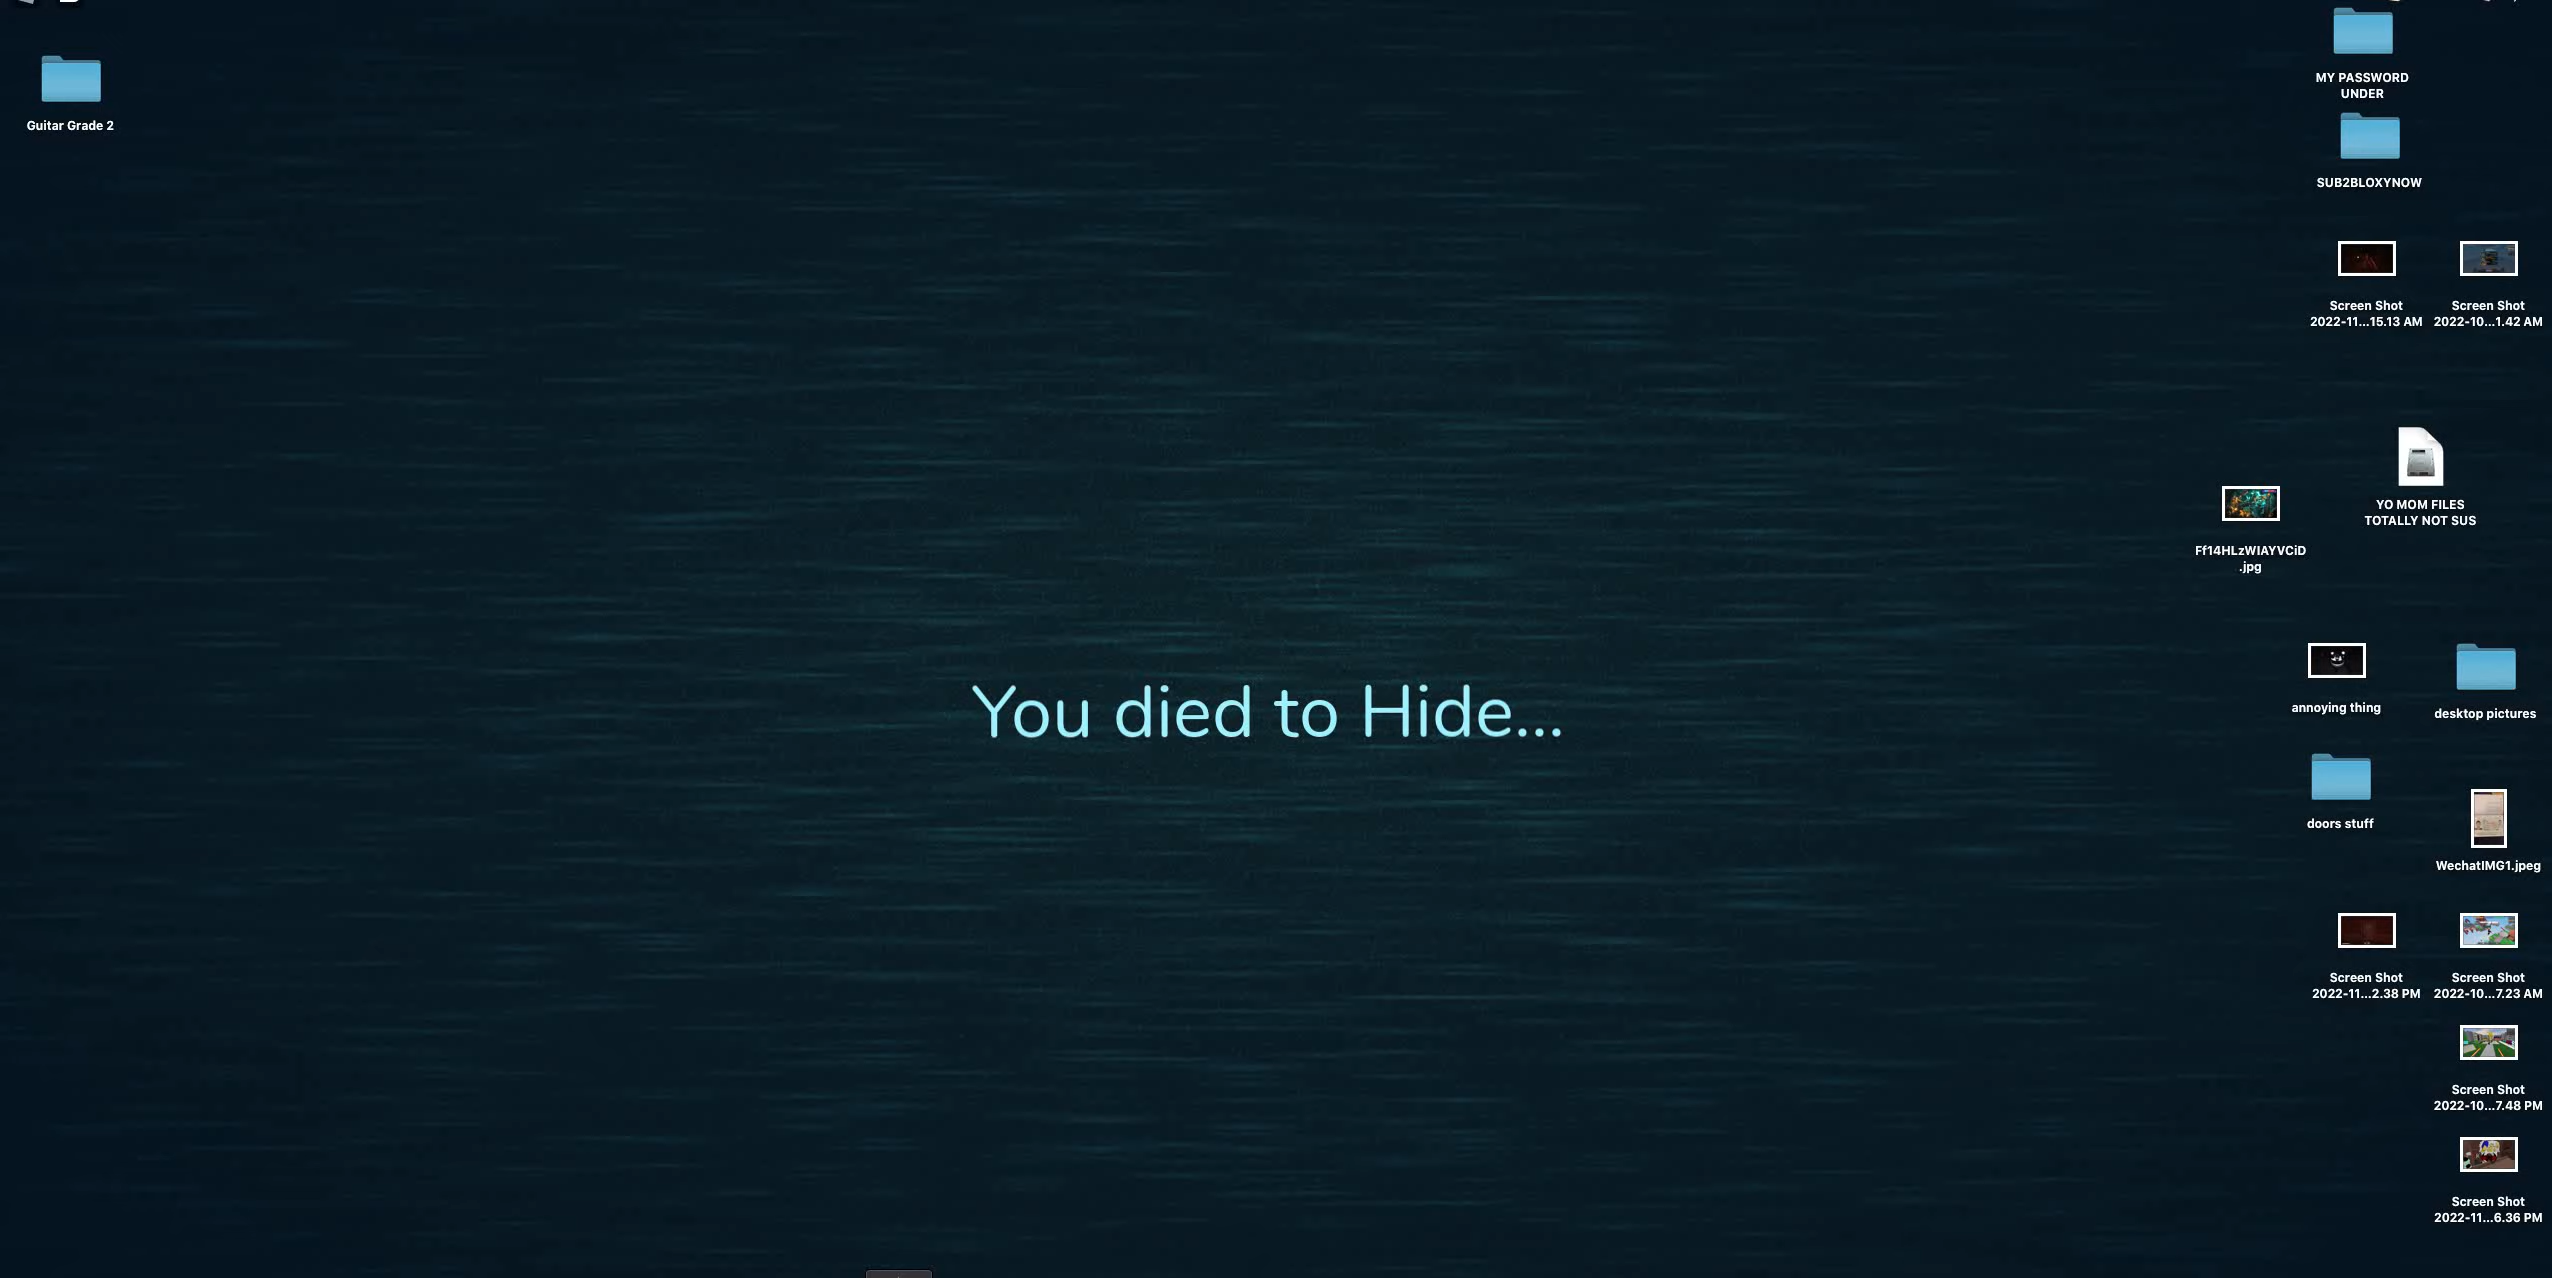 Guitar Grade 2
MY PASSWORD
UNDER
SUB2BLOXYNOW
Screen Shot
2022-11...15.13 AM
Screen Shot
2022-10...1.42 AM
YO MOM FILES
TOTALLY NOT SUS
Ff14HLzWIAYVCiD
.jpg
You died to Hide...
annoying thing
desktop pictures
doors stuff
WechatIMG1.jpeg
Screen Shot
2022-11...2.38 PM
Screen Shot
2022-10...7.23 AM
Screen Shot
2022-10...7.48 PM
Screen Shot
2022-11...6.36 PM